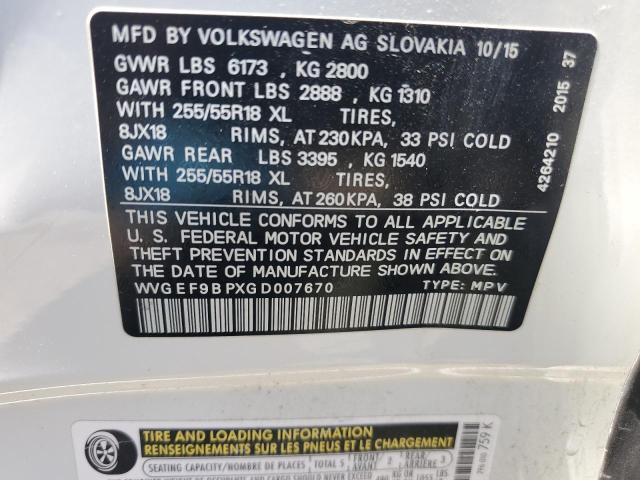 MFD BY VOLKSWAGEN AG SLOVAKIA 10/15
GVWR LBS 6173 , KG 2800
GAWR FRONT LBS 2888 , KG 1310
WITH 255/55R18 XL TIRES,
8JX18 RIMS, AT 230KPA, 33 PSI COLD
GAWR REAR LBS 3395 , KG 1540
WITH 255/55R18 XL TIRES,
8JX18 RIMS, AT 260KPA, 38 PSI COLD
THIS VEHICLE CONFORMS TO ALL APPLICABLE
U. S. FEDERAL MOTOR VEHICLE SAFETY AND
THEFT PREVENTION STANDARDS IN EFFECT ON
DATE OF MANUFACTURE SHOWN ABOVE.
WVGEF9BPXGD007670 TYPE: MPV
4264210 2015 37
TIRE AND LOADING INFORMATION
RENSEIGNEMENTS SUR LES PNEUS ET LE CHARGEMENT
SEATING CAPACITY/NOMBRE DE PLACES TOTAL 5 FRONT AVANT 2 REAR ARRIÈRE 3
759 K